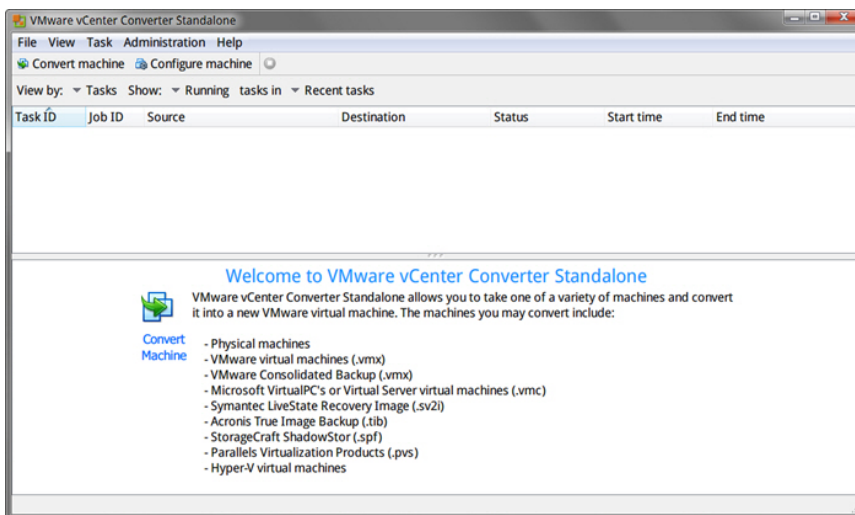 VMware vCenter Converter Standalone
File View Task Administration Help
Convert machine Configure machine
View by: Tasks Show: Running tasks in Recent tasks
Task ID Job ID Source Destination Status Start time End time
Welcome to VMware vCenter Converter Standalone
VMware vCenter Converter Standalone allows you to take one of a variety of machines and convert
it into a new VMware virtual machine. The machines you may convert include:
Convert
Machine
- Physical machines
- VMware virtual machines (.vmx)
- VMware Consolidated Backup (.vmx)
- Microsoft VirtualPC's or Virtual Server virtual machines (.vmc)
- Symantec LiveState Recovery Image (.sv2i)
- Acronis True Image Backup (.tib)
- StorageCraft ShadowStor (.spf)
- Parallels Virtualization Products (.pvs)
- Hyper-V virtual machines